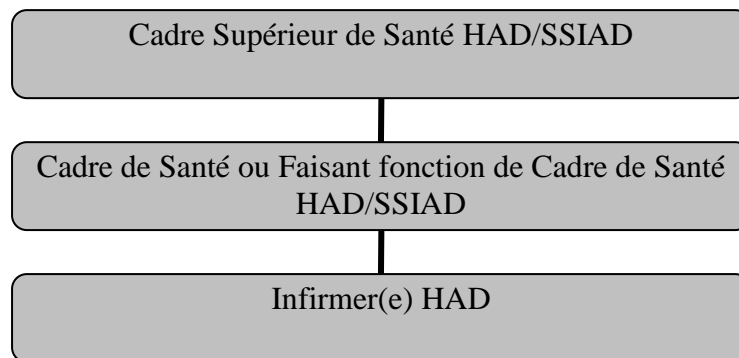 Cadre Supérieur de Santé HAD/SSIAD
Cadre de Santé ou Faisant fonction de Cadre de Santé
HAD/SSIAD
Infirmer(e) HAD